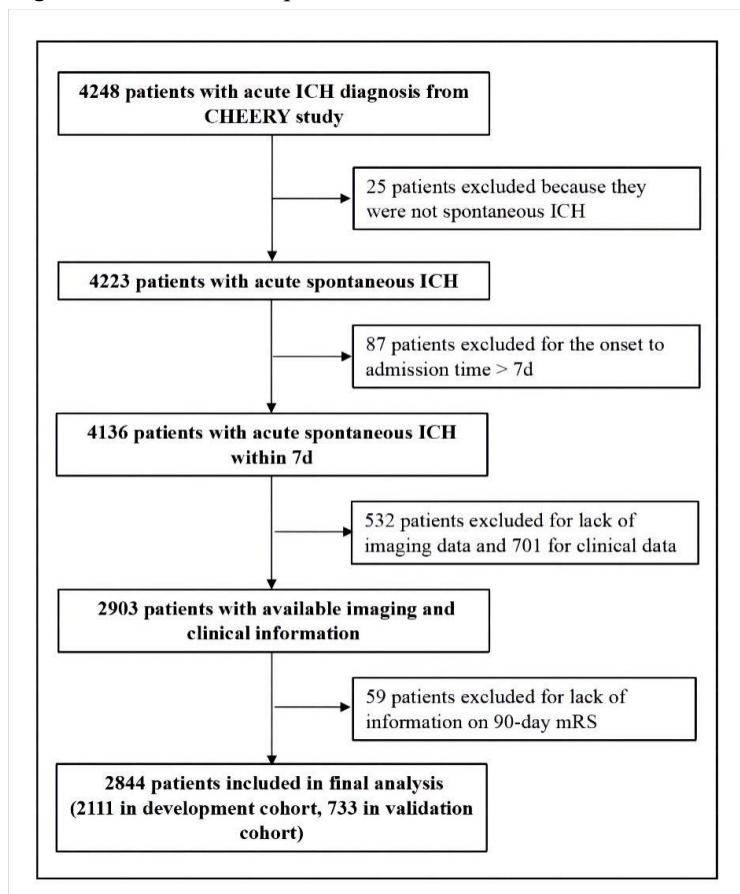 4248 patients with acute ICH diagnosis from
CHEERY study
25 patients excluded because they
were not spontaneous ICH
4223 patients with acute spontaneous ICH
87 patients excluded for the onset to
admission time > 7d
4136 patients with acute spontaneous ICH
within 7d
532 patients excluded for lack of
imaging data and 701 for clinical data
2903 patients with available imaging and
clinical information
59 patients excluded for lack of
information on 90-day mRS
2844 patients included in final analysis
(2111 in development cohort, 733 in validation
cohort)